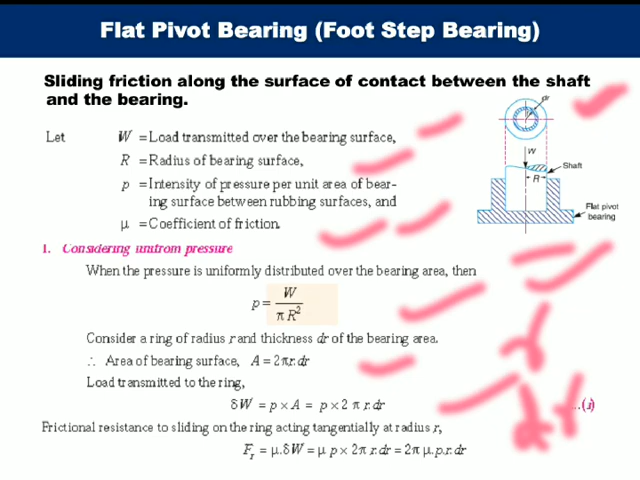 Flat Pivot Bearing (Foot Step Bearing)
Sliding friction along the surface of contact between the shaft
and the bearing.
Let W = Load transmitted over the bearing surface,
R = Radius of bearing surface,
p = Intensity of pressure per unit area of bear-
ing surface between rubbing surfaces, and
μ = Coefficient of friction.
dr
r
W
Shaft
R
Flat pivot
bearing
1. Considering unitrom pressure
When the pressure is uniformly distributed over the bearing area, then
p = W / π R²
Consider a ring of radius r and thickness dr of the bearing area.
∴ Area of bearing surface, A = 2πr.dr
Load transmitted to the ring,
δW = p × A = p × 2 π r.dr ...(i)
Frictional resistance to sliding on the ring acting tangentially at radius r,
Fr = μ.δW = μ p × 2π r.dr = 2π μ.p.r.dr